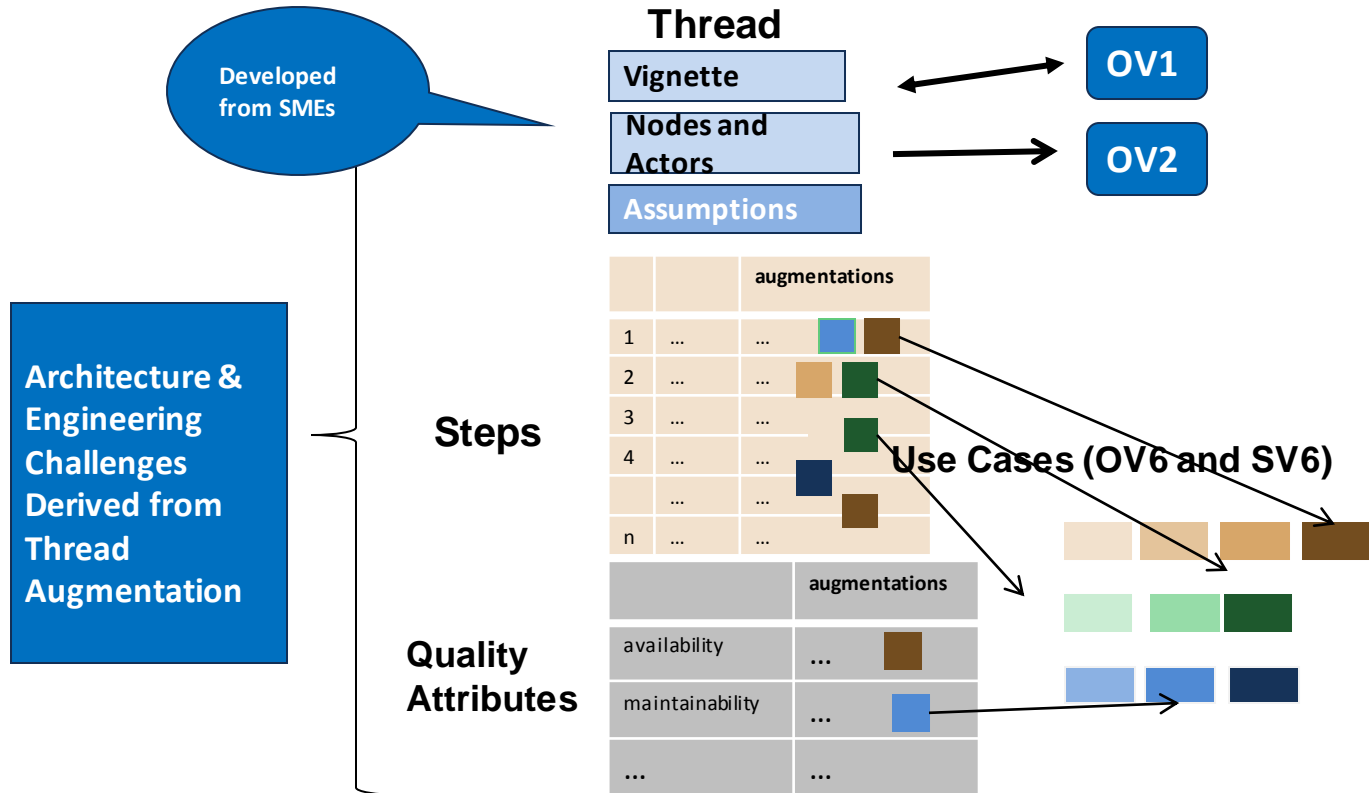 Thread
Developed
from SMEs
Vignette
OV1
Nodes and
Actors
OV2
Assumptions
augmentations
1 ... ...
2 ... ...
3 ... ...
4 ... ...
... ...
n ... ...
Steps
Use Cases (OV6 and SV6)
Architecture &
Engineering
Challenges
Derived from
Thread
Augmentation
augmentations
Quality
Attributes
availability ...
maintainability ...
... ...